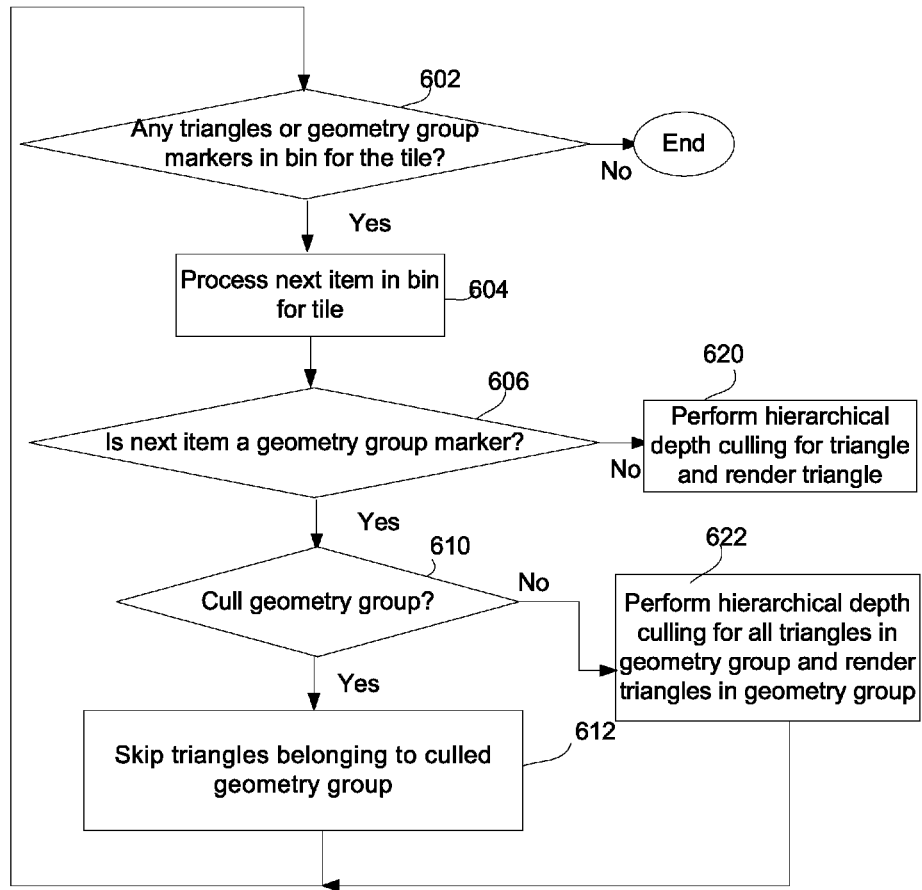 602
Any triangles or geometry group
markers in bin for the tile?
End
No
Yes
Process next item in bin
for tile
604
606
Is next item a geometry group marker?
No
620
Perform hierarchical
depth culling for triangle
and render triangle
Yes
610
Cull geometry group?
No
622
Perform hierarchical depth
culling for all triangles in
geometry group and render
triangles in geometry group
Yes
612
Skip triangles belonging to culled
geometry group